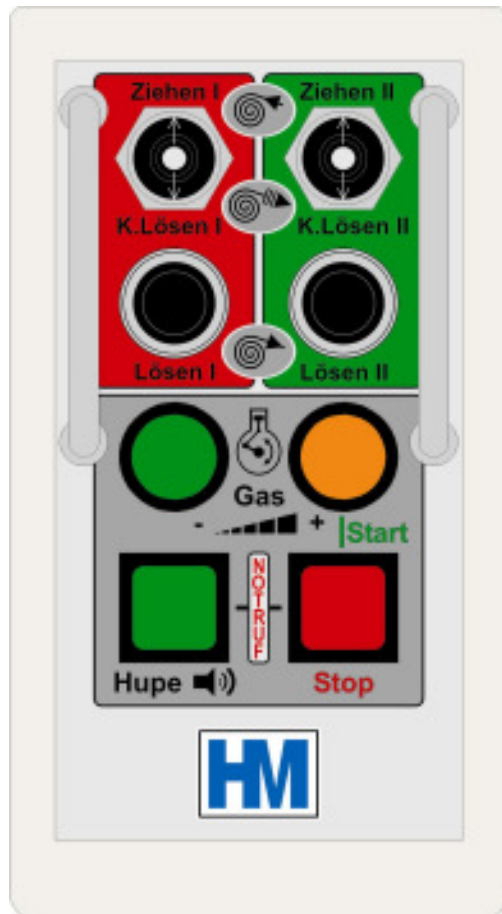 Ziehen I
Ziehen II
K.Lösen I
K.Lösen II
Lösen I
Lösen II
Gas
- +
|Start
NOTRUF
Hupe
Stop
HM